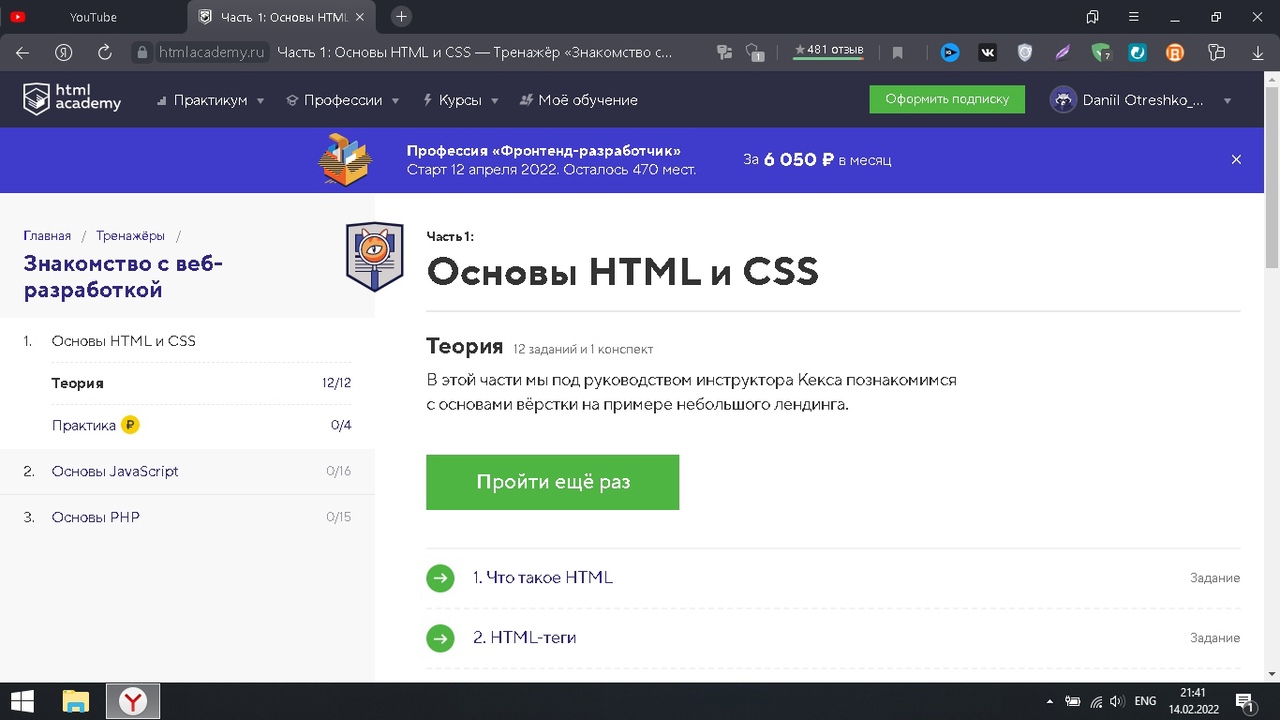 YouTube
Часть 1: Основы HTML
htmlacademy.ru
Часть 1: Основы HTML и CSS — Тренажёр «Знакомство с...
1
★ 481 отзыв
7
html
academy
Практикум
Профессии
Курсы
Моё обучение
Оформить подписку
Daniil Otreshko_...
Профессия «Фронтенд-разработчик»
Старт 12 апреля 2022. Осталось 470 мест.
За 6 050 ₽ в месяц
Главная / Тренажёры /
Знакомство с веб-
разработкой
1. Основы HTML и CSS
Теория 12/12
Практика ₽ 0/4
2. Основы JavaScript 0/16
3. Основы PHP 0/15
Часть 1:
Основы HTML и CSS
Теория 12 заданий и 1 конспект
В этой части мы под руководством инструктора Кекса познакомимся
с основами вёрстки на примере небольшого лендинга.
Пройти ещё раз
1. Что такое HTML Задание
2. HTML-теги Задание
ENG
21:41
14.02.2022
1